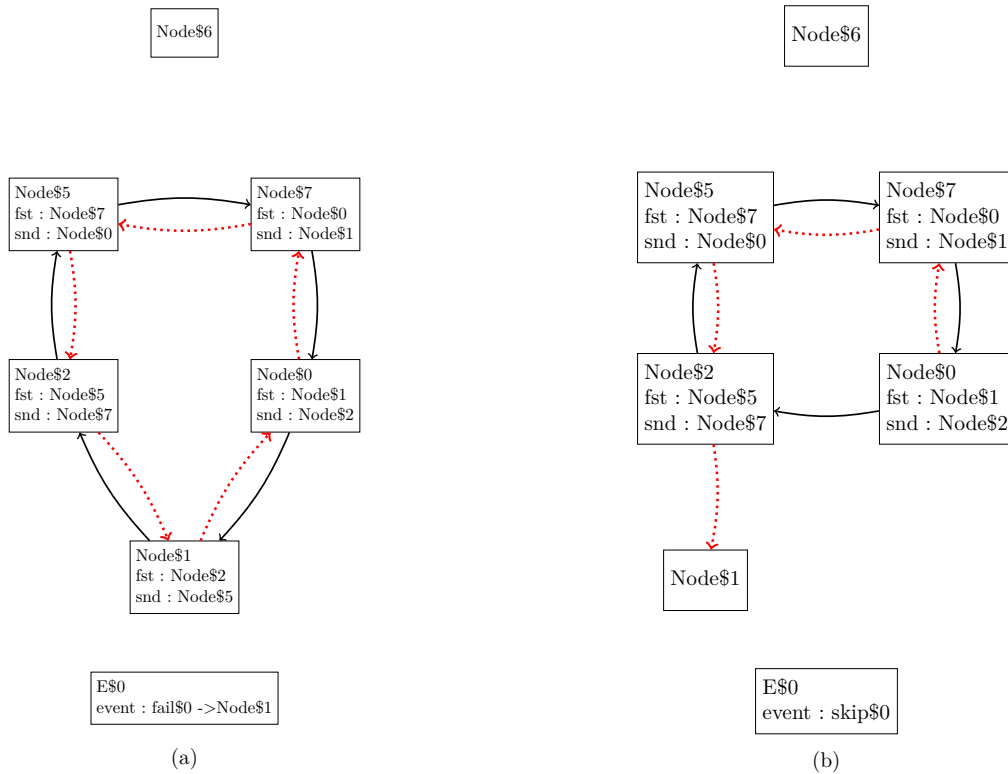 Node$6
Node$5
fst : Node$7
snd : Node$0
Node$7
fst : Node$0
snd : Node$1
Node$2
fst : Node$5
snd : Node$7
Node$0
fst : Node$1
snd : Node$2
Node$1
fst : Node$2
snd : Node$5
E$0
event : fail$0 ->Node$1
(a)
Node$6
Node$5
fst : Node$7
snd : Node$0
Node$7
fst : Node$0
snd : Node$1
Node$2
fst : Node$5
snd : Node$7
Node$0
fst : Node$1
snd : Node$2
Node$1
E$0
event : skip$0
(b)